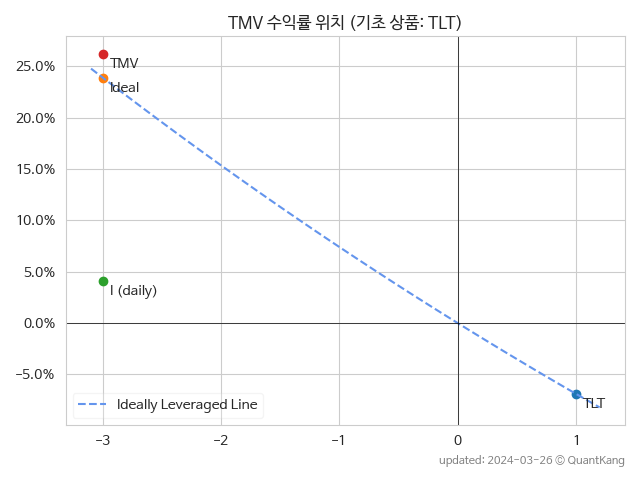 TMV 수익률 위치 (기초 상품: TLT)
25.0%
20.0%
15.0%
10.0%
5.0%
0.0%
−5.0%
TMV
Ideal
I (daily)
TLT
Ideally Leveraged Line
−3
−2
−1
0
1
updated: 2024-03-26 © QuantKang